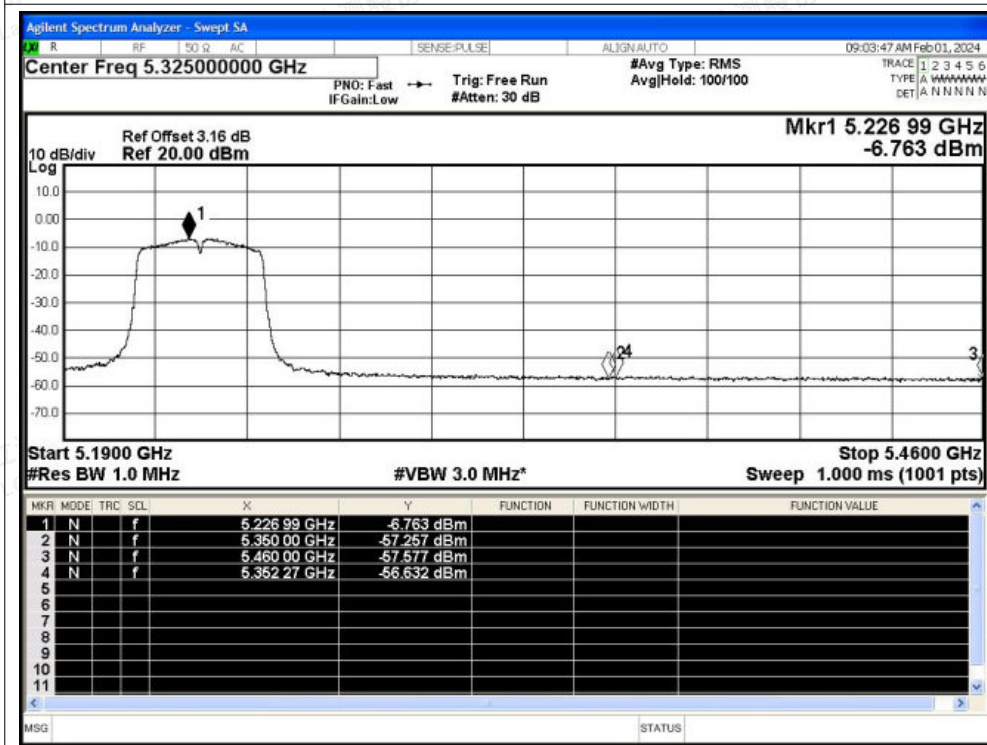 Agilent Spectrum Analyzer - Swept SA
LXI R RF 50 Ω AC SENSE:PULSE ALIGN AUTO 09:03:47 AM Feb 01, 2024
Center Freq 5.325000000 GHz #Avg Type: RMS TRACE 1 2 3 4 5 6
PNO: Fast Trig: Free Run Avg|Hold: 100/100 TYPE A WWWWW
IFGain:Low #Atten: 30 dB DET A N N N N N
Mkr1 5.226 99 GHz
Ref Offset 3.16 dB
10 dB/div Ref 20.00 dBm -6.763 dBm
Log
10.0
0.00
1
-10.0
-20.0
-30.0
-40.0
-50.0
2 4 3
-60.0
-70.0
Start 5.1900 GHz Stop 5.4600 GHz
#Res BW 1.0 MHz #VBW 3.0 MHz* Sweep 1.000 ms (1001 pts)
MKR MODE TRC SCL X Y FUNCTION FUNCTION WIDTH FUNCTION VALUE
1 N f 5.226 99 GHz -6.763 dBm
2 N f 5.350 00 GHz -57.257 dBm
3 N f 5.460 00 GHz -57.577 dBm
4 N f 5.352 27 GHz -56.632 dBm
5
6
7
8
9
10
11
MSG STATUS